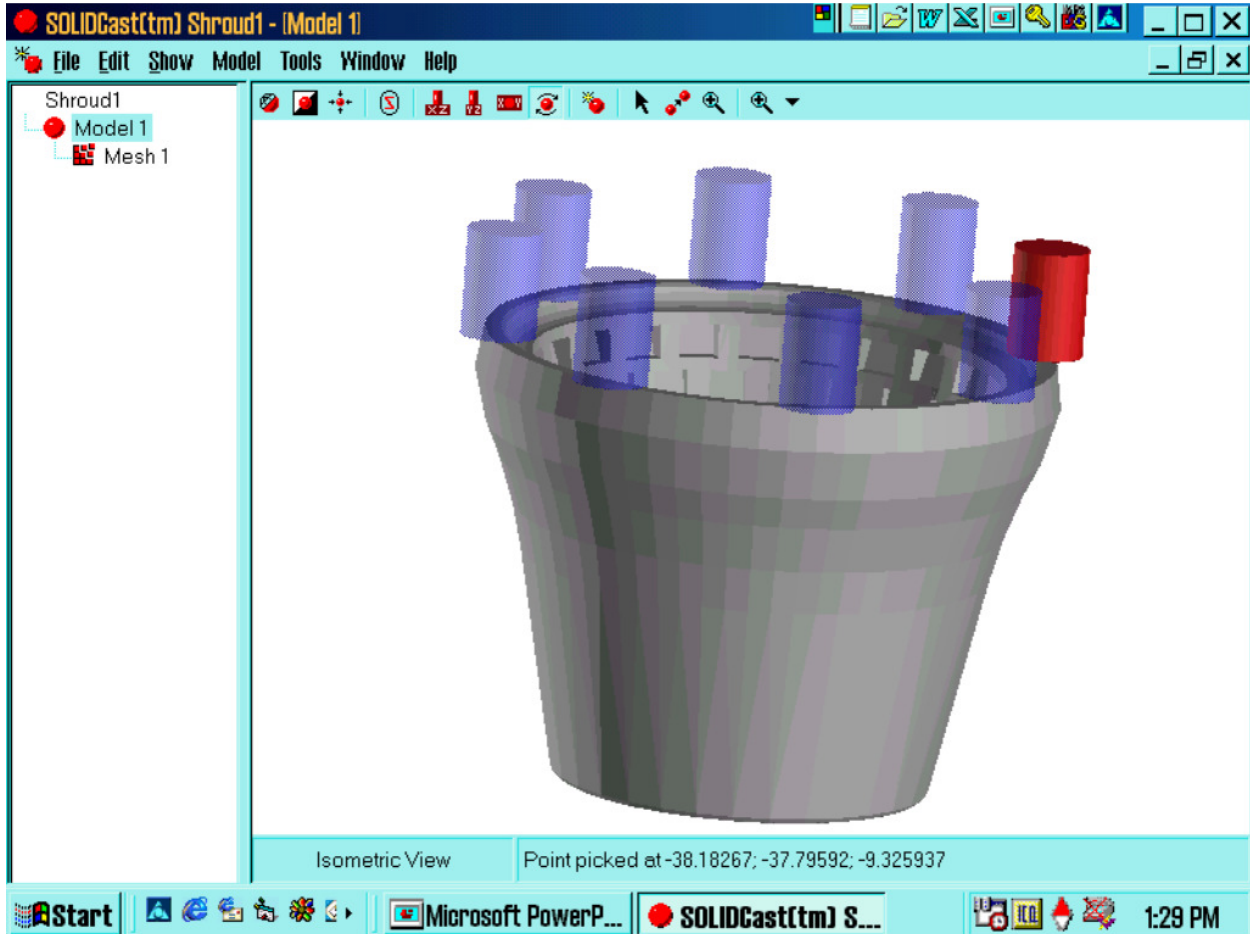 SOLIDCast(tm) Shroud1 - [Model 1]
File Edit Show Model Tools Window Help
Shroud1
Model 1
Mesh 1
Isometric View
Point picked at -38.18267; -37.79592; -9.325937
Start
Microsoft PowerP...
SOLIDCast(tm) S...
1:29 PM